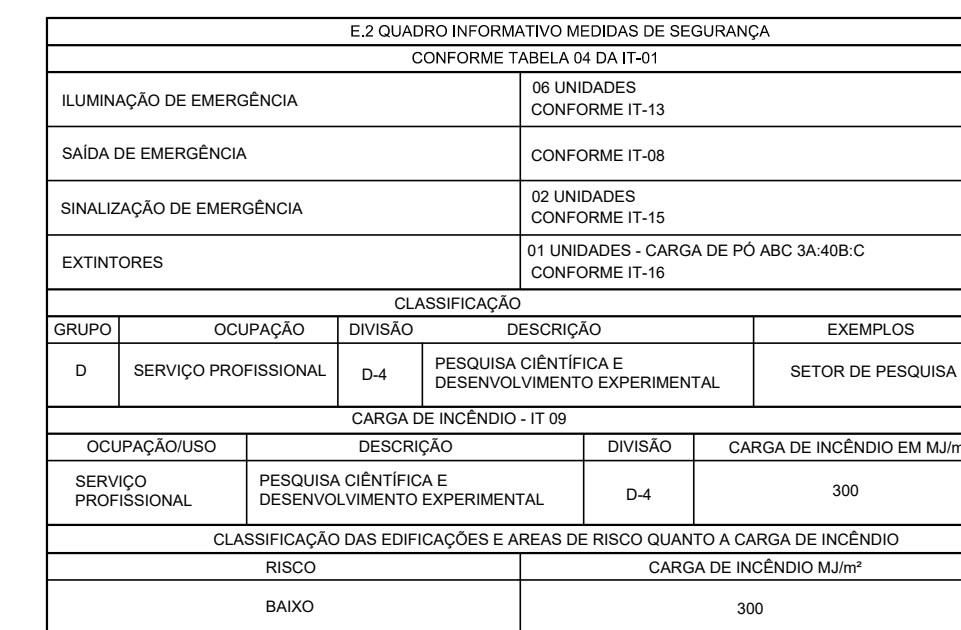 E.2 QUADRO INFORMATIVO MEDIDAS DE SEGURANÇA
CONFORME TABELA 04 DA IT-01
ILUMINAÇÃO DE EMERGÊNCIA
06 UNIDADES
CONFORME IT-13
SAÍDA DE EMERGÊNCIA
CONFORME IT-08
SINALIZAÇÃO DE EMERGÊNCIA
02 UNIDADES
CONFORME IT-15
EXTINTORES
01 UNIDADES - CARGA DE PÓ ABC 3A:40B:C
CONFORME IT-16
CLASSIFICAÇÃO
GRUPO OCUPAÇÃO DIVISÃO DESCRIÇÃO EXEMPLOS
D SERVIÇO PROFISSIONAL D-4 PESQUISA CIÊNTÍFICA E
DESENVOLVIMENTO EXPERIMENTAL
SETOR DE PESQUISA
CARGA DE INCÊNDIO - IT 09
OCUPAÇÃO/USO DESCRIÇÃO DIVISÃO CARGA DE INCÊNDIO EM MJ/m
SERVIÇO
PROFISSIONAL
PESQUISA CIÊNTÍFICA E
DESENVOLVIMENTO EXPERIMENTAL
D-4
300
CLASSIFICAÇÃO DAS EDIFICAÇÕES E AREAS DE RISCO QUANTO A CARGA DE INCÊNDIO
RISCO CARGA DE INCÊNDIO MJ/m²
BAIXO 300